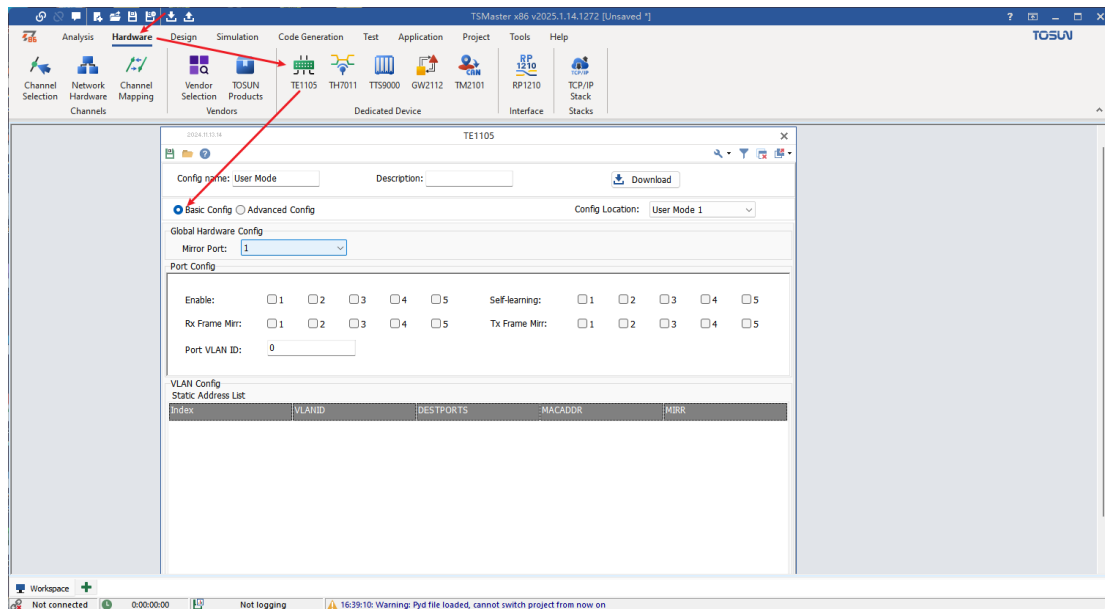 TSMaster x86 v2025.1.14.1272 [Unsaved *]
Analysis Hardware Design Simulation Code Generation Test Application Project Tools Help
TOSUN
Channel Selection
Network Hardware
Channel Mapping
Channels
Vendor Selection
TOSUN Products
Vendors
TE1105
TH7011
TTS9000
GW2112
CAN
TM2101
Dedicated Device
RP 1210
RP1210
Interface
TCP/IP
TCP/IP Stack
Stacks
2024.11.15.14
TE1105
Config name: User Mode Description: Download
Basic Config Advanced Config Config Location: User Mode 1
Global Hardware Config
Mirror Port: 1
Port Config
Enable: 1 2 3 4 5 Self-learning: 1 2 3 4 5
Rx Frame Mirr: 1 2 3 4 5 Tx Frame Mirr: 1 2 3 4 5
Port VLAN ID: 0
VLAN Config
Static Address List
Index VLANID DESTPORTS MACADDR MIRR
Workspace
Not connected 0:00:00:00 Not logging 16:39:10: Warning: Pyd file loaded, cannot switch project from now on